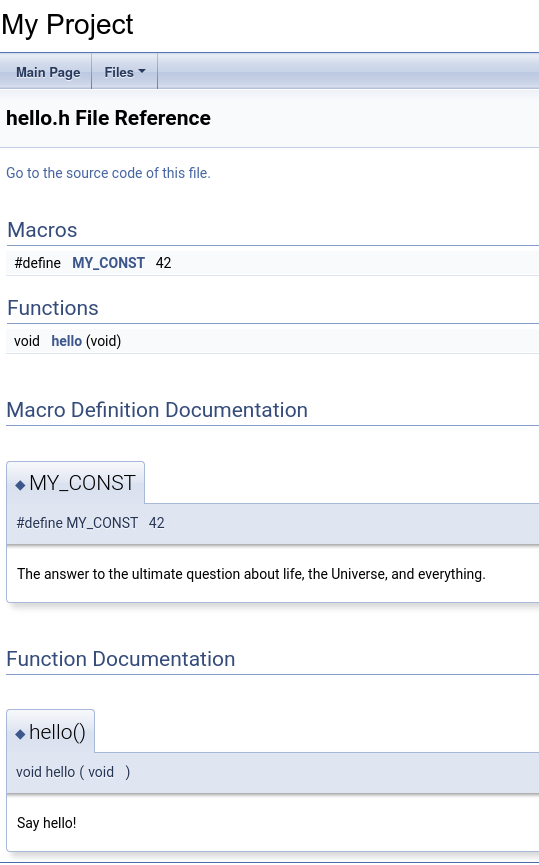 My Project
Main Page Files
hello.h File Reference
Go to the source code of this file.
Macros
#define MY_CONST 42
Functions
void hello (void)
Macro Definition Documentation
◆ MY_CONST
#define MY_CONST 42
The answer to the ultimate question about life, the Universe, and everything.
Function Documentation
◆ hello()
void hello ( void )
Say hello!